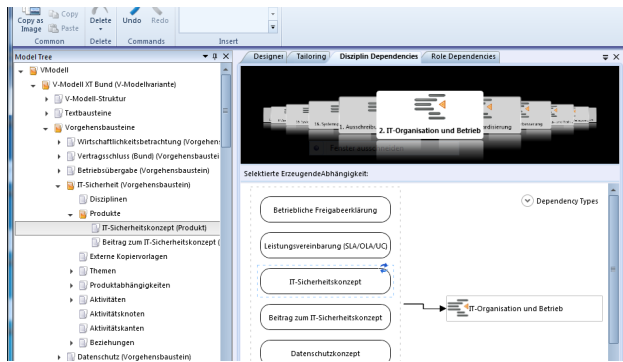 Copy as
Image
Copy
Paste
Delete
Undo
Redo
Common
Delete
Commands
Insert
Model Tree
VModell
V-Modell XT Bund (V-Modellvariante)
V-Modell-Struktur
Textbausteine
Vorgehensbausteine
Wirtschaftlichkeitsbetrachtung (Vorgehens
Vertragsschluss (Bund) (Vorgehensbaustei
Betriebsübergabe (Vorgehensbaustein)
IT-Sicherheit (Vorgehensbaustein)
Disziplinen
Produkte
IT-Sicherheitskonzept (Produkt)
Beitrag zum IT-Sicherheitskonzept (
Externe Kopiervorlagen
Themen
Produktabhängigkeiten
Aktivitäten
Aktivitätsknoten
Aktivitätskanten
Beziehungen
Datenschutz (Vorgehensbaustein)
Designer
Tailoring
Disziplin Dependencies
Role Dependencies
1. Ausschreibu
2. IT-Organisation und Betrieb
Fenster ausschneiden
Selektierte ErzeugendeAbhängigkeit:
Dependency Types
Betriebliche Freigabeerklärung
Leistungsvereinbarung (SLA/OLA/UC)
IT-Sicherheitskonzept
Beitrag zum IT-Sicherheitskonzept
Datenschutzkonzept
IT-Organisation und Betrieb